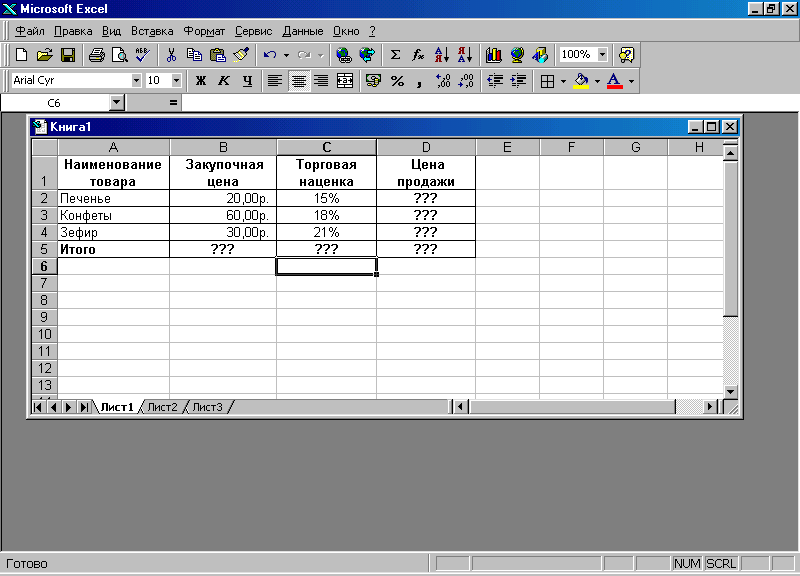 Microsoft Excel
Файл Правка Вид Вставка Формат Сервис Данные Окно ?
100%
Arial Cyr 10 Ж К Ч
C6 =
Книга1
A B C D E F G H
1 Наименование товара Закупочная цена Торговая наценка Цена продажи
2 Печенье 20,00р. 15% ???
3 Конфеты 60,00р. 18% ???
4 Зефир 30,00р. 21% ???
5 Итого ??? ??? ???
6
7
8
9
10
11
12
13
Лист1 Лист2 Лист3
Готово NUM SCRL